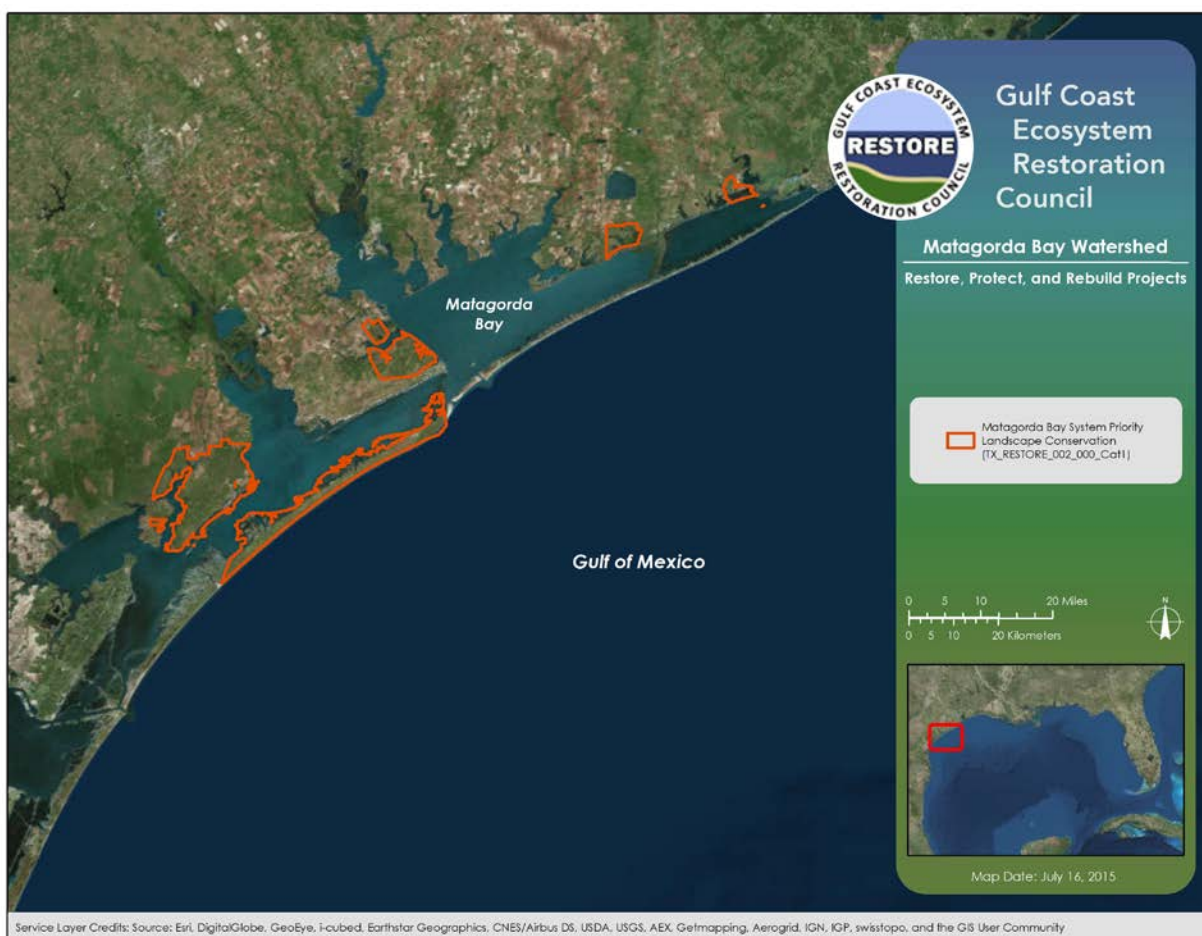 GULF COAST ECOSYSTEM
RESTORE
RESTORATION COUNCIL
Gulf Coast
Ecosystem
Restoration
Council
Matagorda Bay Watershed
Restore, Protect, and Rebuild Projects
Matagorda
Bay
Matagorda Bay System Priority
Landscape Conservation
(TX_RESTORE_002_000_Cat1)
Gulf of Mexico
0 5 10 20 Miles
0 5 10 20 Kilometers
N
Map Date: July 16, 2015
Service Layer Credits: Source: Esri, DigitalGlobe, GeoEye, i-cubed, Earthstar Geographics, CNES/Airbus DS, USDA, USGS, AEX, Getmapping, Aerogrid, IGN, IGP, swisstopo, and the GIS User Community